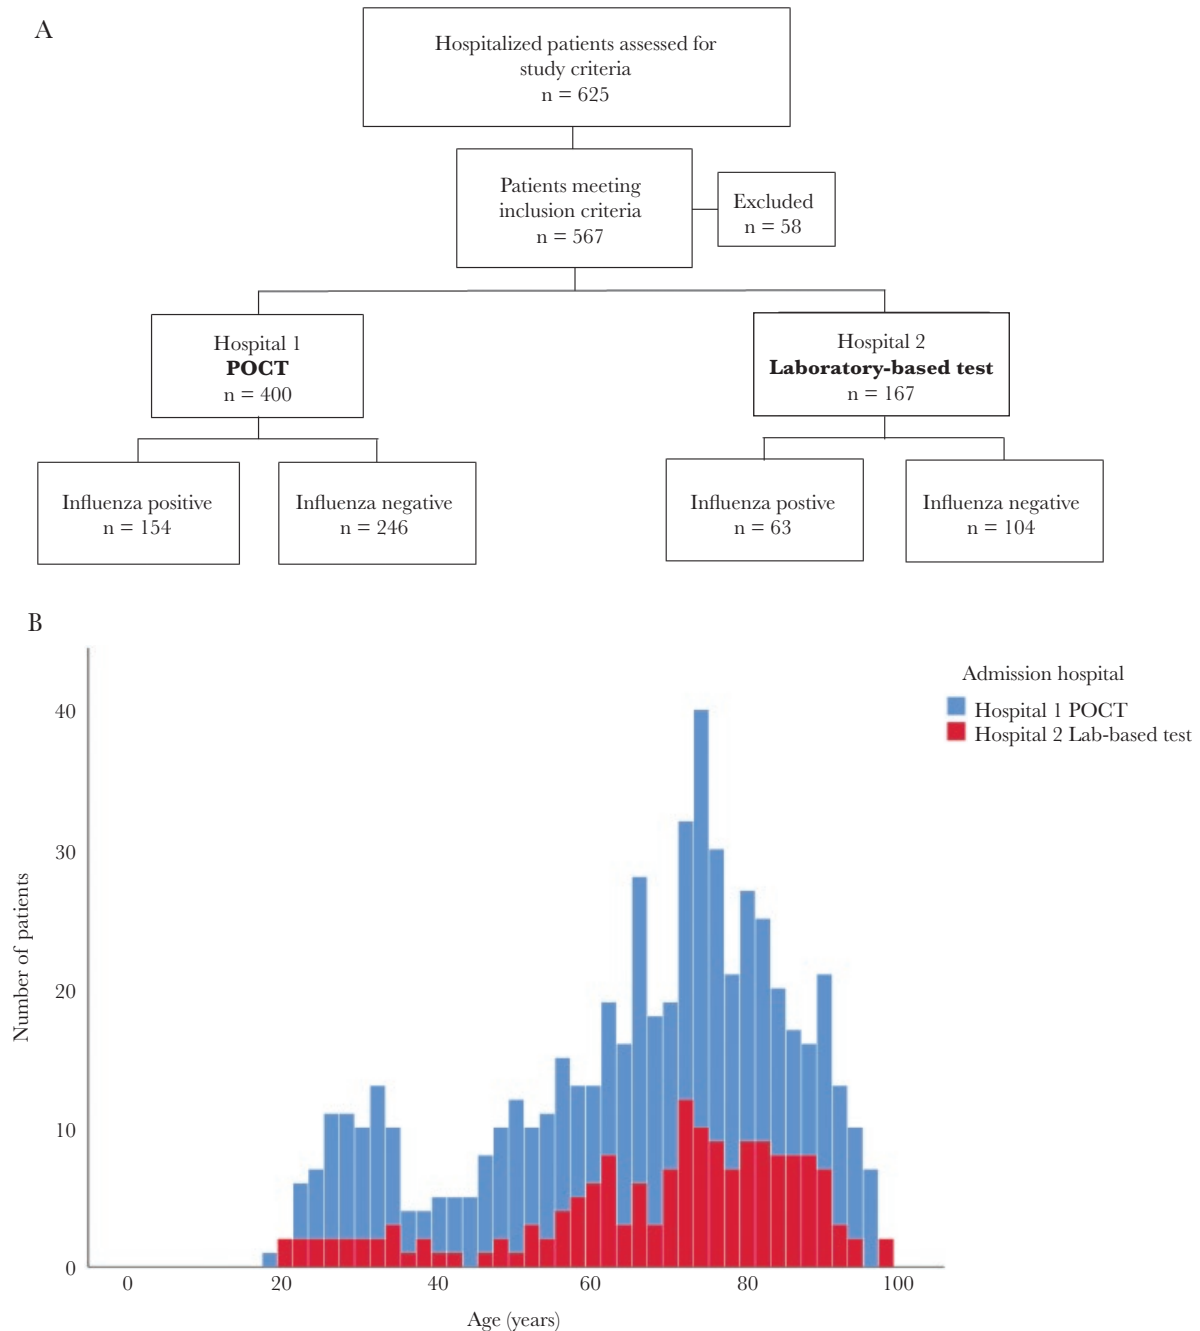 A
Hospitalized patients assessed for
study criteria
n = 625
Patients meeting
inclusion criteria
n = 567
Excluded
n = 58
Hospital 1
POCT
n = 400
Hospital 2
Laboratory-based test
n = 167
Influenza positive
n = 154
Influenza negative
n = 246
Influenza postive
n = 63
Influenza negative
n = 104
B
Admission hospital
Hospital 1 POCT
Hospital 2 Lab-based test
Number of patients
40
30
20
10
0
0 20 40 60 80 100
Age (years)